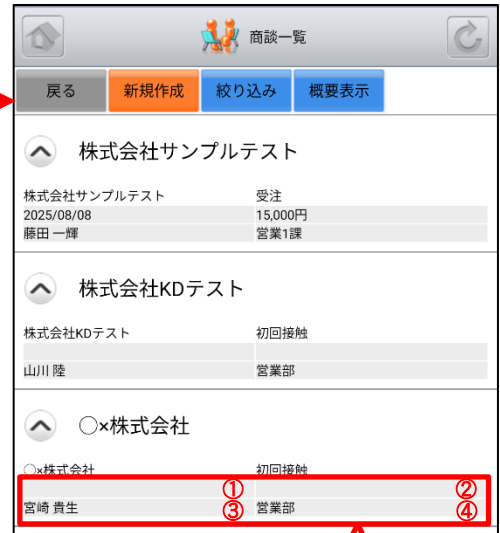 商談一覧
戻る 新規作成 絞り込み 概要表示
株式会社サンプルテスト
株式会社サンプルテスト 受注
2025/08/08 15,000円
藤田 一輝 営業1課
株式会社KDテスト
株式会社KDテスト 初回接触
山川 陸 営業部
○×株式会社
○×株式会社 初回接触
① ②
宮崎 貴生 ③ 営業部 ④